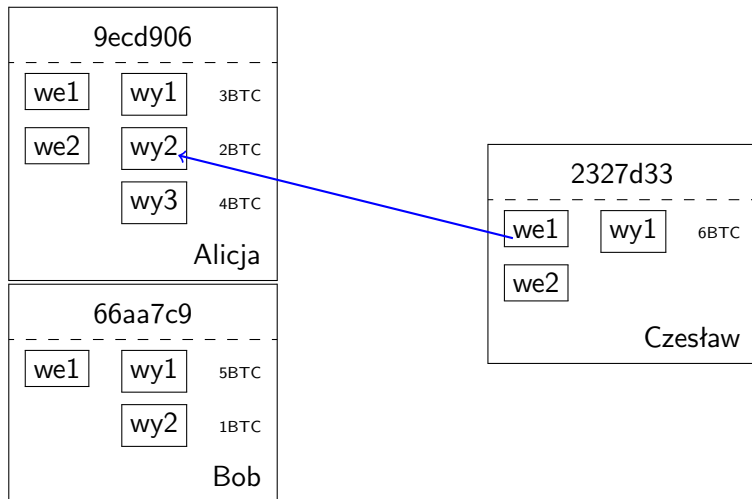 9ecd906
we1 wy1 3BTC
we2 wy2 2BTC
wy3 4BTC
Alicja
66aa7c9
we1 wy1 5BTC
wy2 1BTC
Bob
2327d33
we1 wy1 6BTC
we2
Czesław